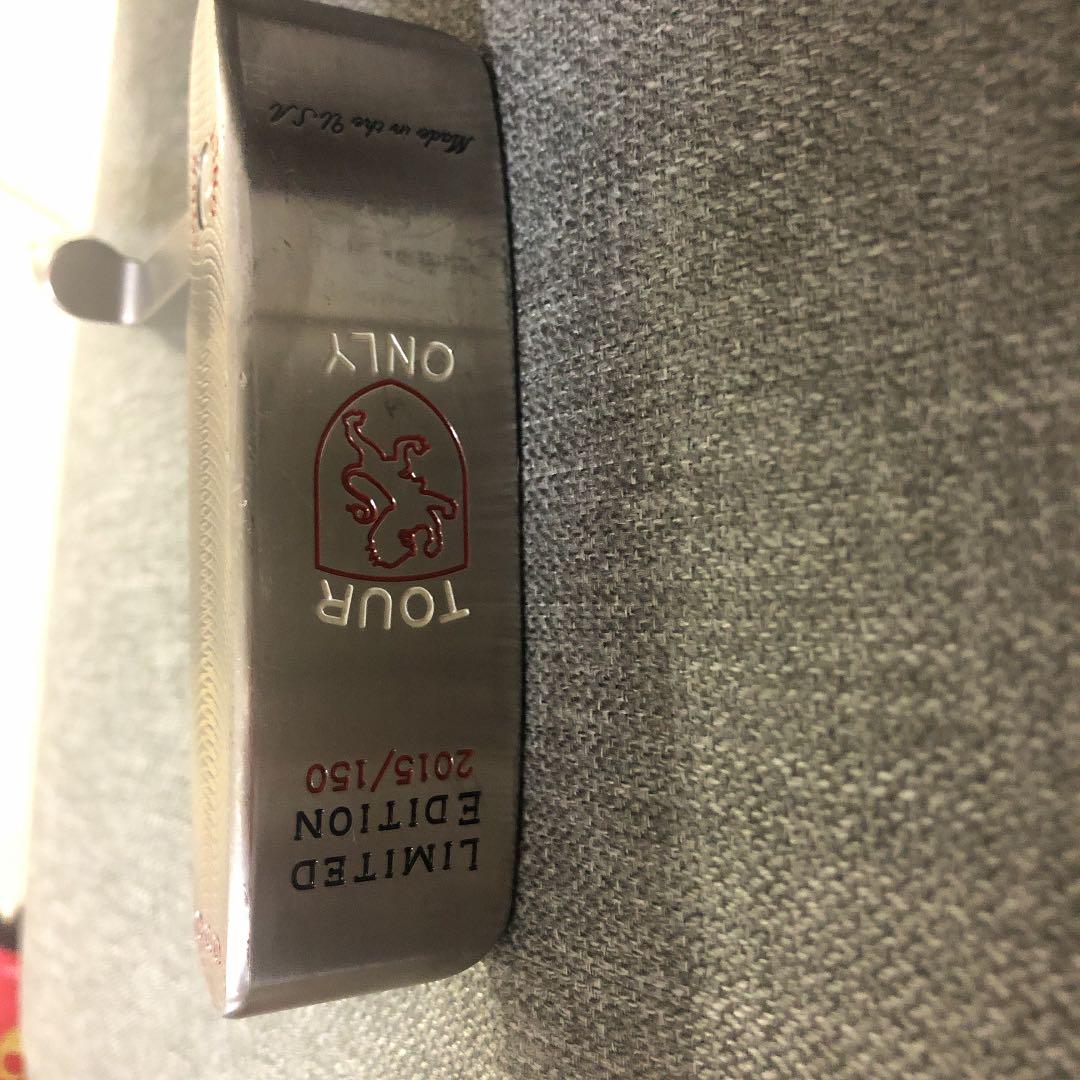 LIMITED
EDITION
2015/150
TOUR
ONLY
Made in the U.S.A